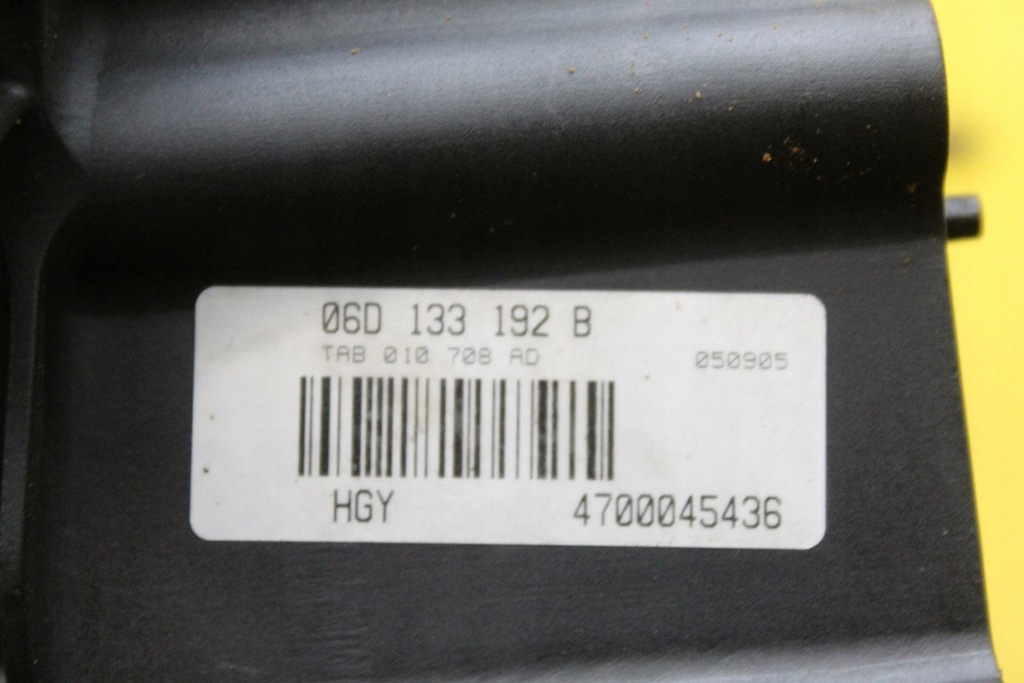 06D 133 192 B
TAB 010 708 AD 050905
HGY 4700045436